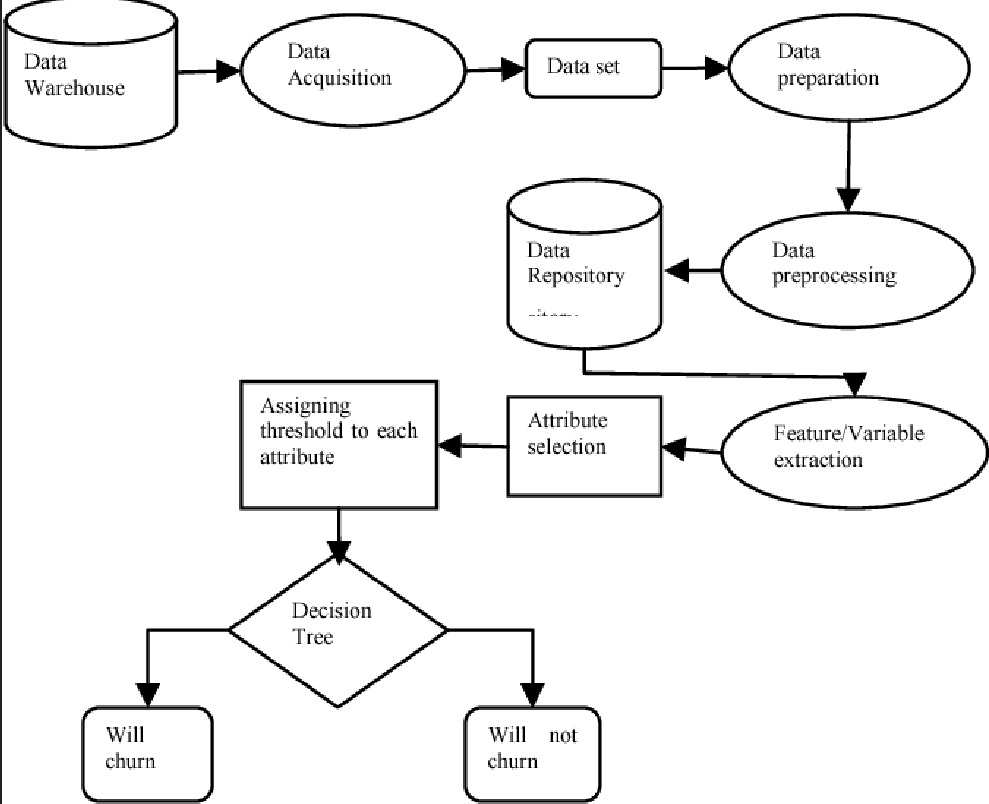 Data
Warehouse
Data
Acquisition
Data set
Data
preparation
Data
Repository
Data
preprocessing
Assigning
threshold to each
attribute
Attribute
selection
Feature/Variable
extraction
Decision
Tree
Will
churn
Will not
churn